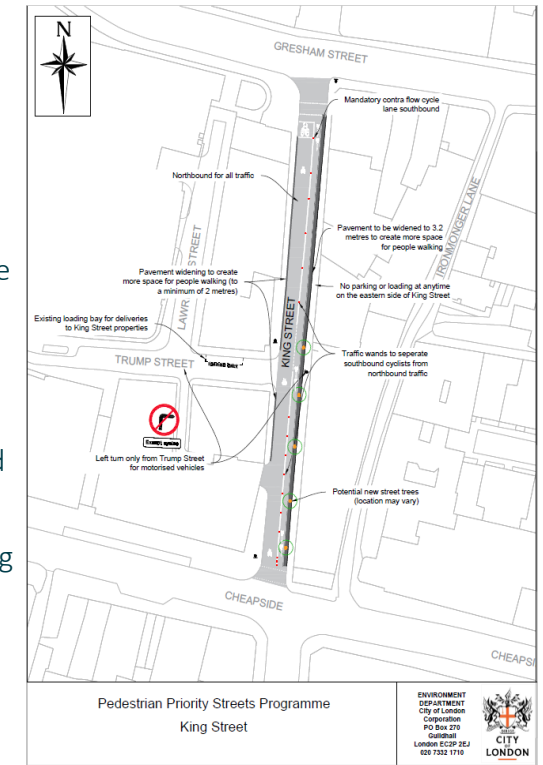 N
GRESHAM STREET
Mandatory contra flow cycle
lane southbound
Northbound for all traffic
IRONMONGER LANE
Pavement to be widened to 3.2
metres to create more space
for people walking
STREET
LAWR
Pavement widening to create
more space for people walking (to
a minimum of 2 metres)
No parking or loading at anytime
on the eastern side of King Street
KING STREET
Existing loading bay for deliveries
to King Street properties
Traffic wands to seperate
southbound cyclists from
northbound traffic
TRUMP STREET
Except cycles
Left turn only from Trump Street
for motorised vehicles
Potential new street trees
(location may vary)
CHEAPSIDE
CHEAPSI
e
d
g
Pedestrian Priority Streets Programme
King Street
ENVIRONMENT
DEPARTMENT
City of London
Corporation
PO Box 270
Guildhall
London EC2P 2EJ
020 7332 1710
CITY
OF
LONDON